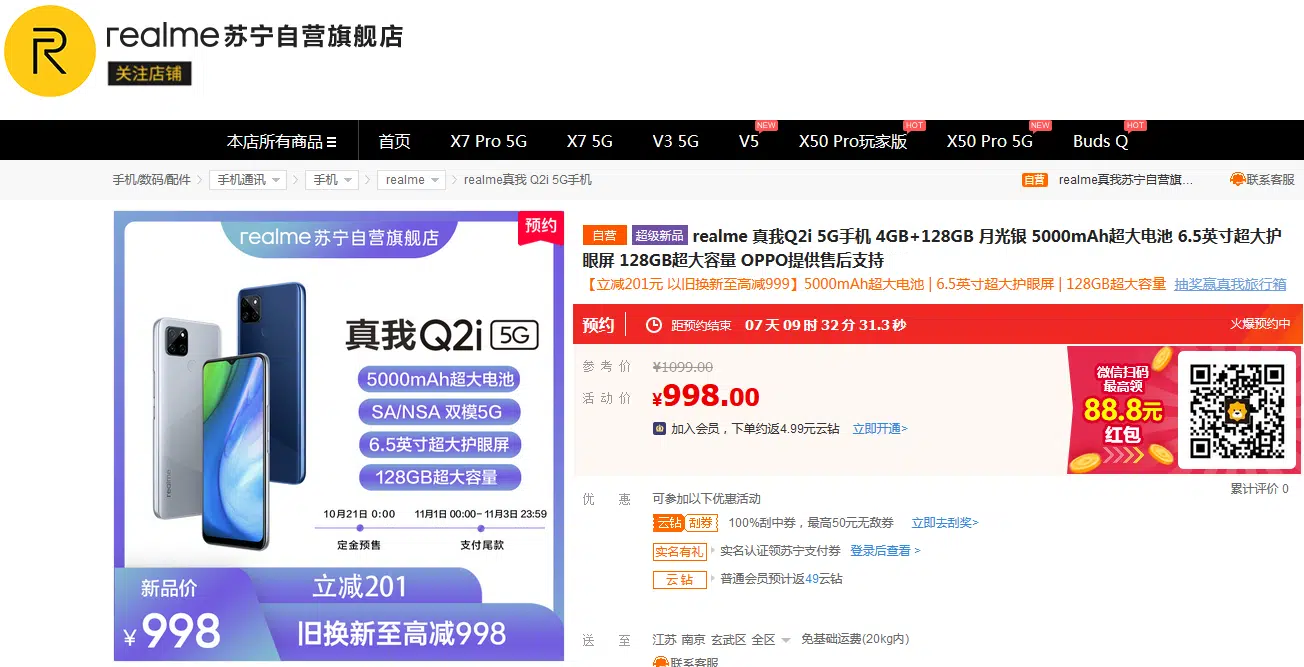 realme苏宁自营旗舰店
关注店铺
本店所有商品 首页 X7 Pro 5G X7 5G V3 5G V5 NEW X50 Pro玩家版 HOT X50 Pro 5G NEW Buds Q HOT
手机/数码/配件 > 手机通讯 > 手机 > realme > realme真我 Q2i 5G手机 自营 realme真我苏宁自营旗... 联系客服
realme苏宁自营旗舰店
预约
真我Q2i 5G
5000mAh超大电池
SA/NSA 双模5G
6.5英寸超大护眼屏
128GB超大容量
10月21日 0:00 11月1日 00:00- 11月3日 23:59
定金预售 支付尾款
realme
新品价
¥998
立减201
旧换新至高减998
自营 超级新品 realme 真我Q2i 5G手机 4GB+128GB 月光银 5000mAh超大电池 6.5英寸超大护
眼屏 128GB超大容量 OPPO提供售后支持
【立减201元 以旧换新至高减999】5000mAh超大电池 | 6.5英寸超大护眼屏 | 128GB超大容量 抽奖赢真我旅行箱
预约 距预约结束 07天09时32分31.3秒 火爆预约中
参考价 ¥1099.00
活动价 ¥998.00
加入会员，下单约返4.99元云钻 立即开通>
微信扫码
最高领
88.8元
红包
累计评价 0
优惠 可参加以下优惠活动
云钻 刮券 100%刮中券，最高50元无敌券 立即去刮奖>
实名有礼 实名认证领苏宁支付券 登录后查看 >
云钻 普通会员预计返49云钻
送至 江苏 南京 玄武区 全区 免基础运费(20kg内)
联系客服